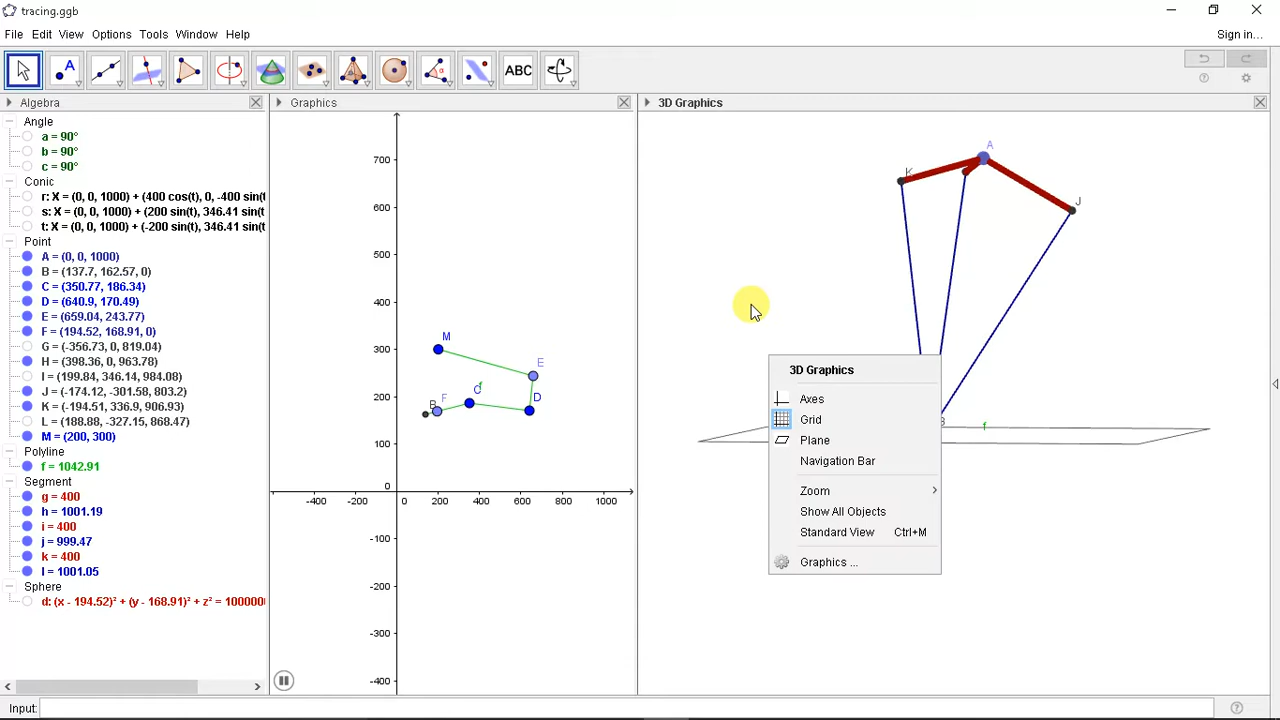 tracing.ggb
File Edit View Options Tools Window Help
Sign in...
ABC
Algebra
Graphics
3D Graphics
Angle
a = 90°
b = 90°
c = 90°
Conic
r: X = (0, 0, 1000) + (400 cos(t), 0, -400 sin(t
s: X = (0, 0, 1000) + (200 sin(t), 346.41 sin(t
t: X = (0, 0, 1000) + (-200 sin(t), 346.41 sin(t
Point
A = (0, 0, 1000)
B = (137.7, 162.57, 0)
C = (350.77, 186.34)
D = (640.9, 170.49)
E = (659.04, 243.77)
F = (194.52, 168.91, 0)
G = (-356.73, 0, 819.04)
H = (398.36, 0, 963.78)
I = (199.84, 346.14, 984.08)
J = (-174.12, -301.58, 803.2)
K = (-194.51, 336.9, 906.93)
L = (188.88, -327.15, 868.47)
M = (200, 300)
Polyline
f = 1042.91
Segment
g = 400
h = 1001.19
i = 400
j = 999.47
k = 400
l = 1001.05
Sphere
d: (x - 194.52)² + (y - 168.91)² + z² = 1000000
700
600
500
400
300
200
100
0
-100
-200
-300
-400
-400 -200 0 200 400 600 800 1000
M
E
f
C
D
B
F
A
K
J
B
f
3D Graphics
Axes
Grid
Plane
Navigation Bar
Zoom
Show All Objects
Standard View Ctrl+M
Graphics ...
Input: